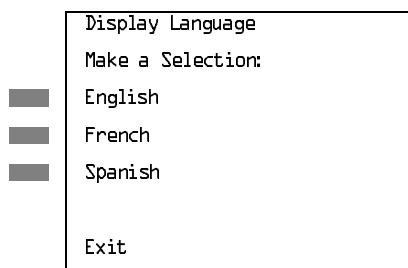 Display Language
Make a Selection:
English
French
Spanish
Exit